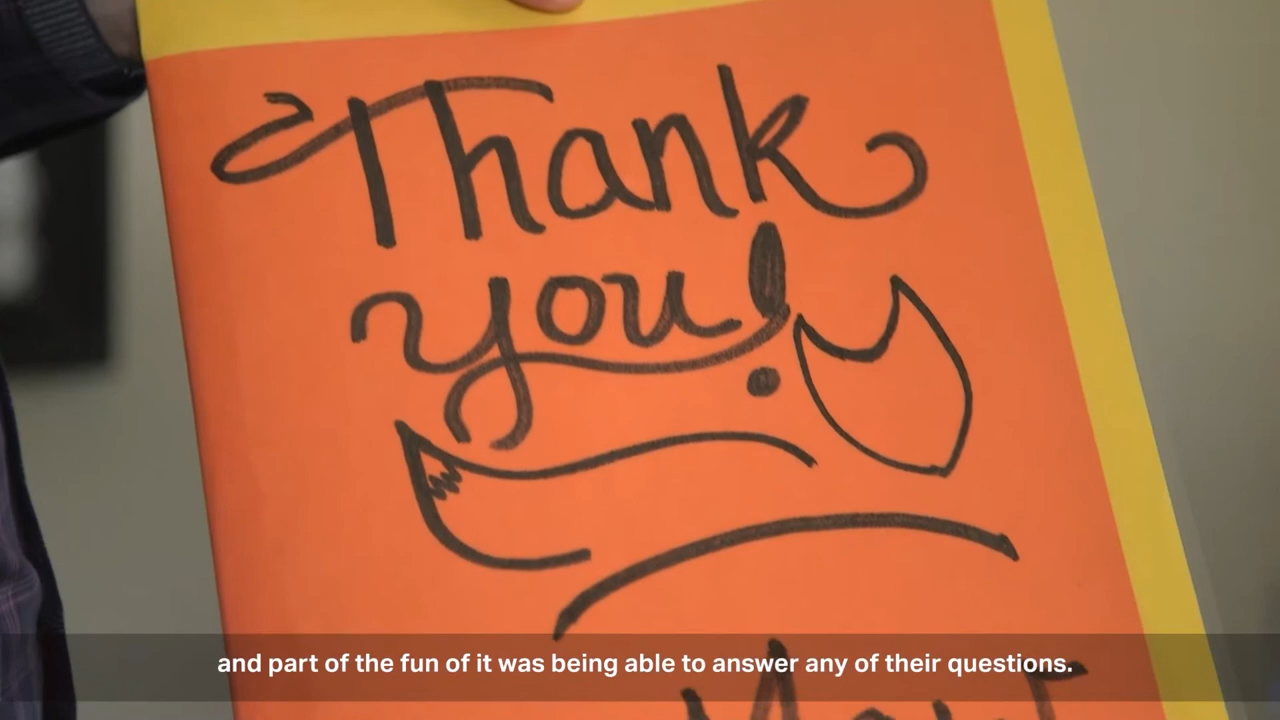 Thank
you!
and part of the fun of it was being able to answer any of their questions.